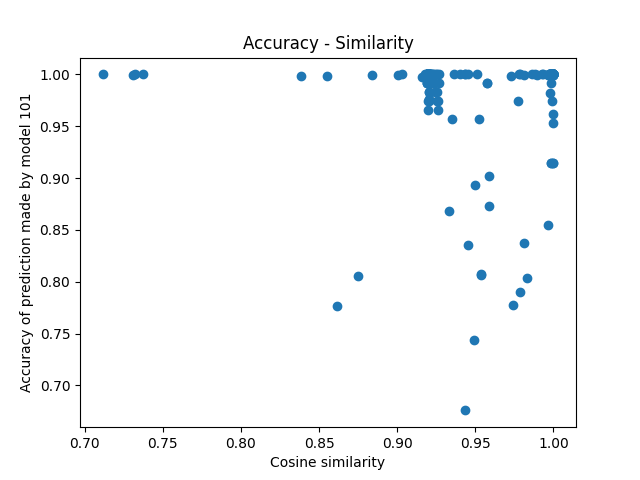 Accuracy - Similarity
Accuracy of prediction made by model 101
1.00
0.95
0.90
0.85
0.80
0.75
0.70
0.70 0.75 0.80 0.85 0.90 0.95 1.00
Cosine similarity